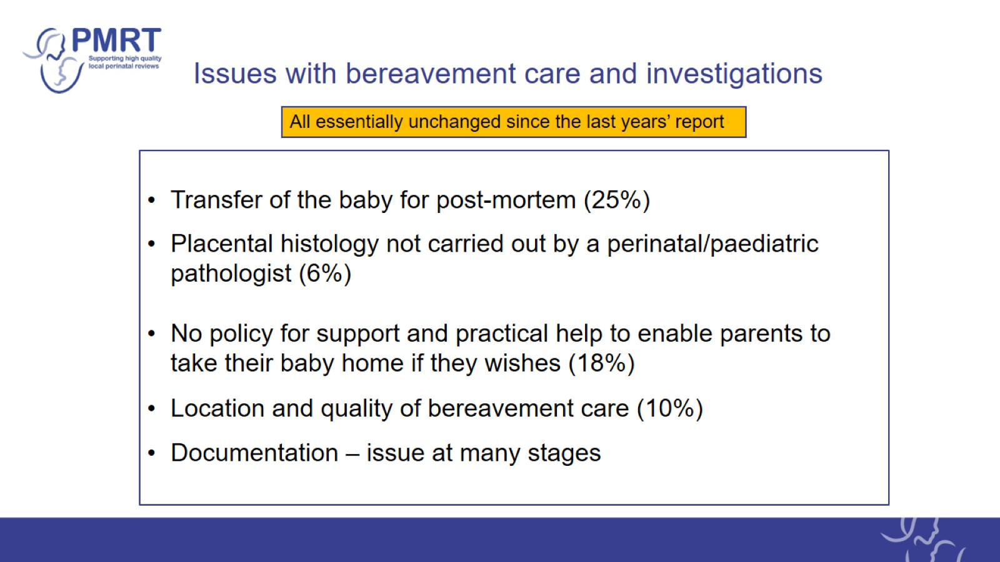 PMRT
Supporting high quality
local perinatal reviews
Issues with bereavement care and investigations
All essentially unchanged since the last years’ report
• Transfer of the baby for post-mortem (25%)
• Placental histology not carried out by a perinatal/paediatric
pathologist (6%)
• No policy for support and practical help to enable parents to
take their baby home if they wishes (18%)
• Location and quality of bereavement care (10%)
• Documentation – issue at many stages